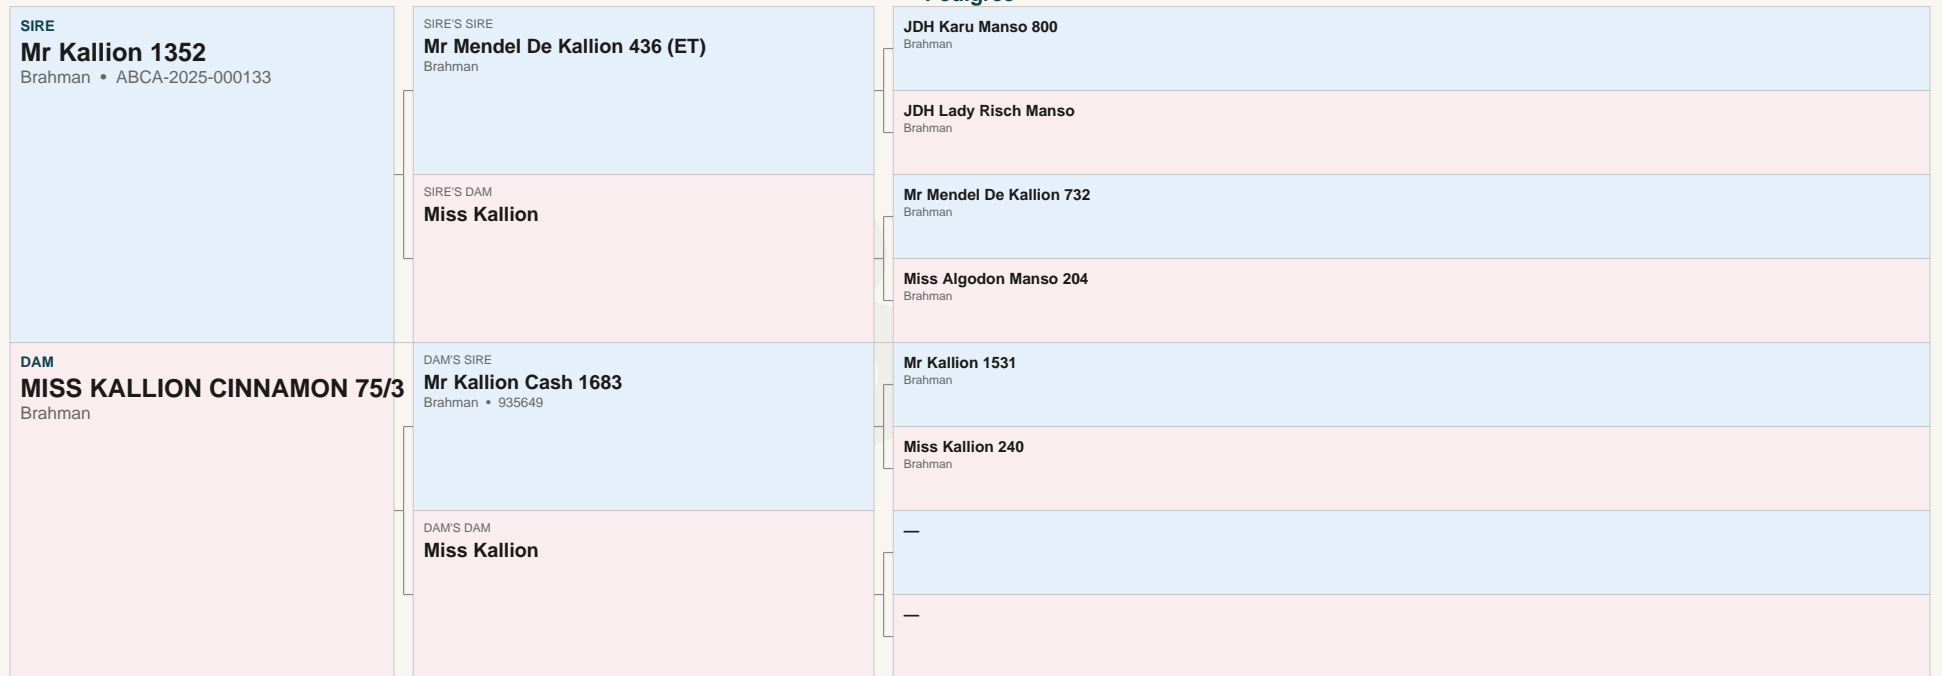 SIRE
Mr Kallion 1352
Brahman • ABCA-2025-000133
SIRE'S SIRE
Mr Mendel De Kallion 436 (ET)
Brahman
SIRE'S DAM
Miss Kallion
JDH Karu Manso 800
Brahman
JDH Lady Risch Manso
Brahman
Mr Mendel De Kallion 732
Brahman
Miss Algodon Manso 204
Brahman
DAM
MISS KALLION CINNAMON 75/3
Brahman
DAM'S SIRE
Mr Kallion Cash 1683
Brahman • 935649
DAM'S DAM
Miss Kallion
Mr Kallion 1531
Brahman
Miss Kallion 240
Brahman
—
—